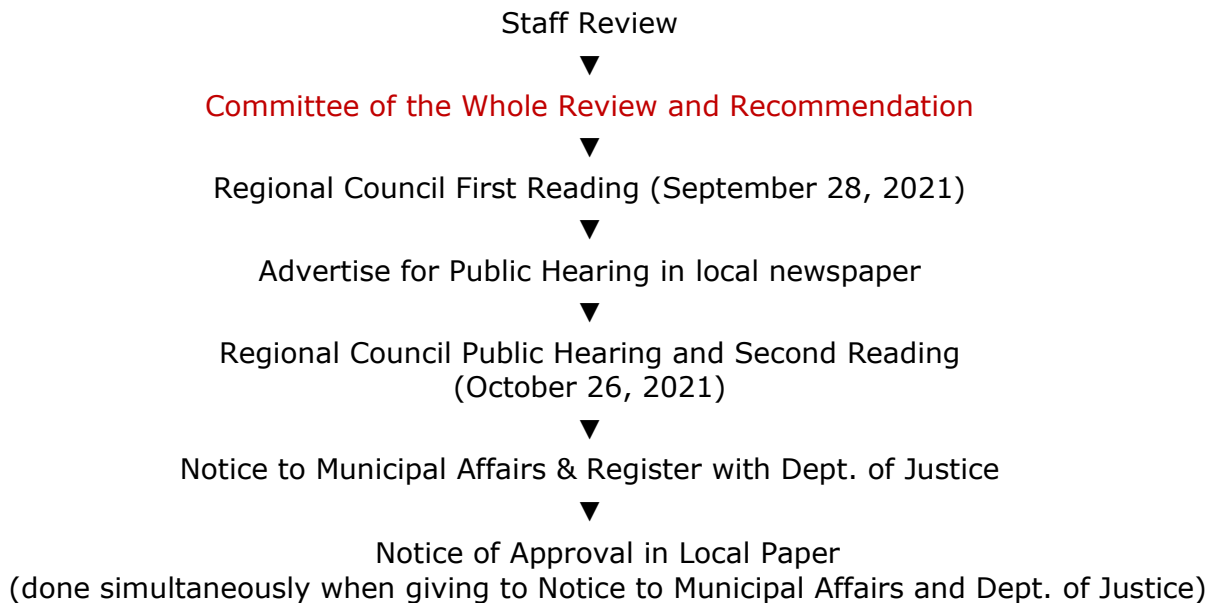 Staff Review
▼
Committee of the Whole Review and Recommendation
▼
Regional Council First Reading (September 28, 2021)
▼
Advertise for Public Hearing in local newspaper
▼
Regional Council Public Hearing and Second Reading
(October 26, 2021)
▼
Notice to Municipal Affairs & Register with Dept. of Justice
▼
Notice of Approval in Local Paper
(done simultaneously when giving to Notice to Municipal Affairs and Dept. of Justice)